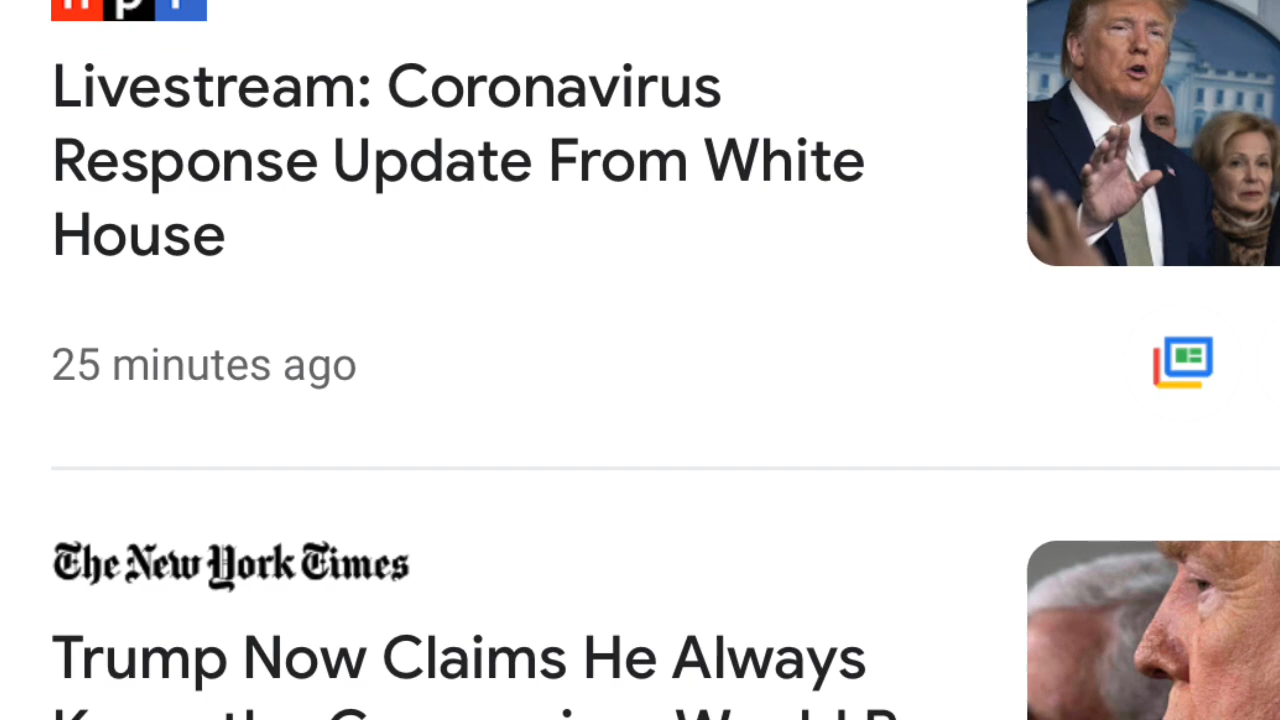 npr
Livestream: Coronavirus
Response Update From White
House
25 minutes ago
The New York Times
Trump Now Claims He Always